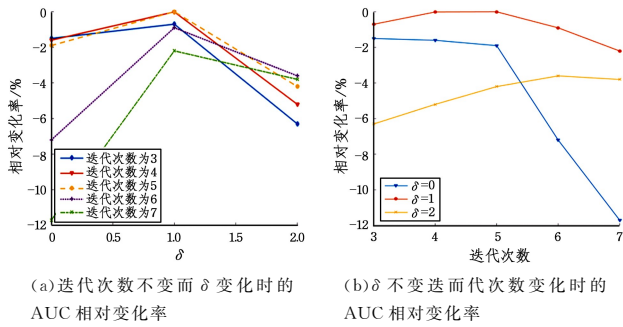 0
−2
−4
−6
−8
−10
−12
相对变化率/%
迭代次数为3
迭代次数为4
迭代次数为5
迭代次数为6
迭代次数为7
0 0.5 1.0 1.5 2.0
δ
(a)迭代次数不变而δ变化时的
AUC相对变化率
0
−2
−4
−6
−8
−10
−12
相对变化率/%
δ=0
δ=1
δ=2
3 4 5 6 7
迭代次数
(b)δ不变迭而代次数变化时的
AUC相对变化率